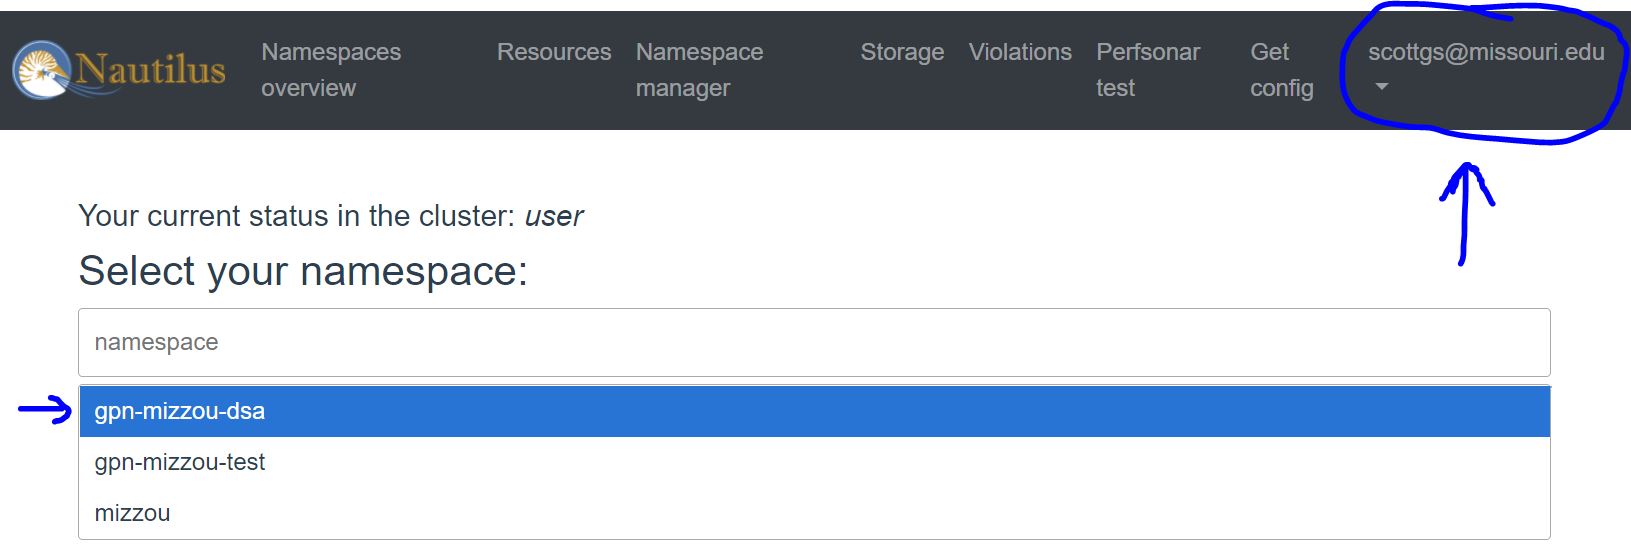 Nautilus
Namespaces overview
Resources
Namespace manager
Storage
Violations
Perfsonar test
Get config
scottgs@missouri.edu
Your current status in the cluster: user
Select your namespace:
namespace
gpn-mizzou-dsa
gpn-mizzou-test
mizzou